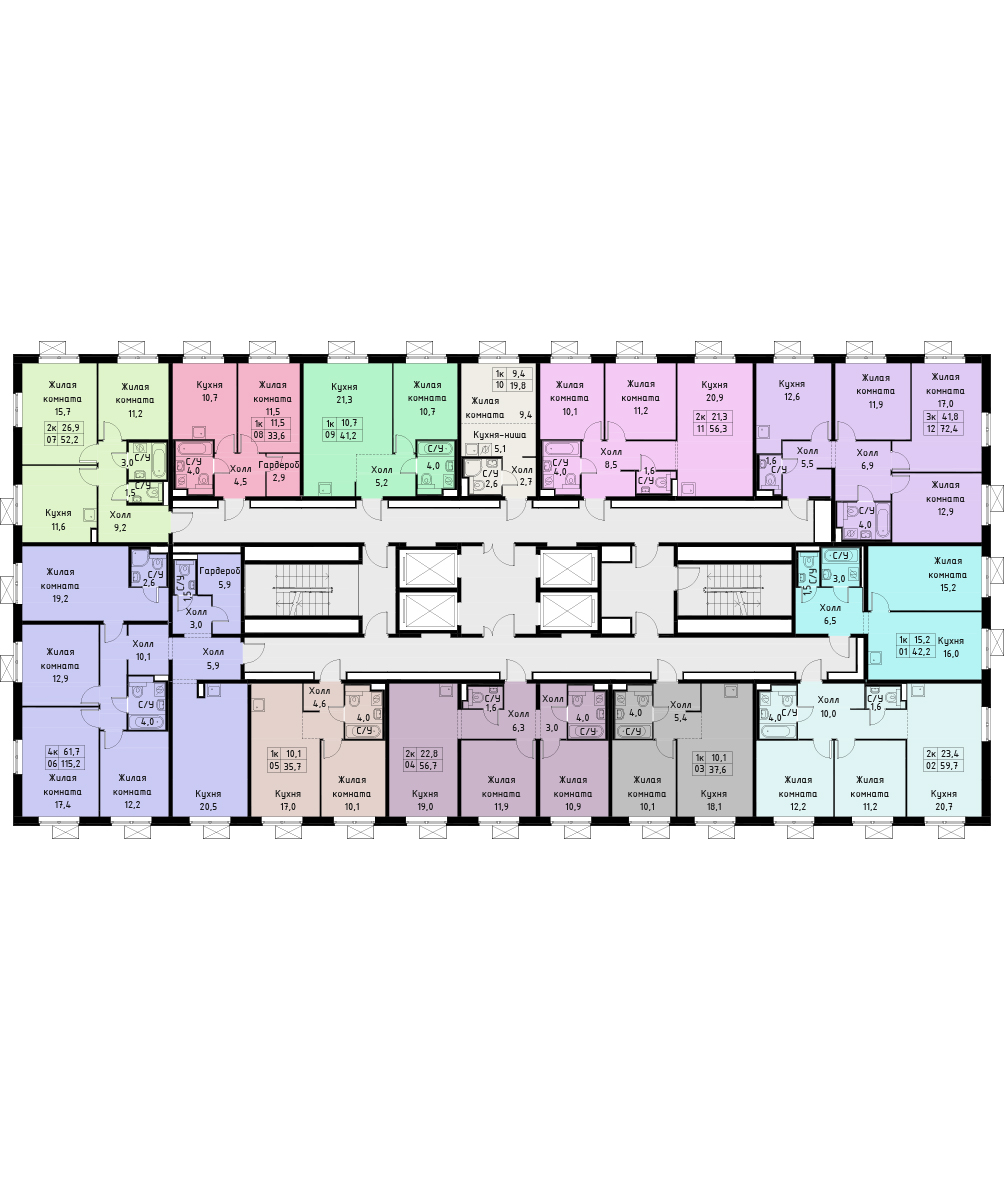 Жилая
комната
15,7
2к 26,9
07 52,2
Жилая
комната
11,2
3,0
С/У
1,5
С/У
Кухня
11,6
Холл
9,2
Кухня
10,7
Жилая
комната
11,5
1к 11,5
08 33,6
С/У
4,0
Холл
4,5
Гардероб
2,9
Кухня
21,3
1к 10,7
09 41,2
Жилая
комната
10,7
Холл
5,2
С/У
4,0
1к 9,4
10 19,8
Жилая
комната 9,4
Кухня-ниша
5,1
С/У
2,6
Холл
2,7
Жилая
комната
10,1
Жилая
комната
11,2
Кухня
20,9
2к 21,3
11 56,3
С/У
4,0
Холл
8,5
1,6
С/У
Кухня
12,6
1,6
С/У
Холл
5,5
Жилая
комната
11,9
Жилая
комната
17,0
3к 41,8
12 72,4
Холл
6,9
Жилая
комната
12,9
С/У
4,0
Жилая
комната
19,2
С/У
2,6
С/У
1,5
Гардероб
5,9
Холл
3,0
Жилая
комната
12,9
Холл
10,1
Холл
5,9
С/У
4,0
4к 61,7
06 115,2
Жилая
комната
17,4
Жилая
комната
12,2
Кухня
20,5
1,5
С/У
С/У
3,0
Холл
6,5
Жилая
комната
15,2
1к 15,2
01 42,2
Кухня
16,0
Холл
4,6
4,0
С/У
1к 10,1
05 35,7
Кухня
17,0
Жилая
комната
10,1
2к 22,8
04 56,7
Кухня
19,0
С/У
1,6
Холл
6,3
Холл
3,0
4,0
С/У
Жилая
комната
11,9
Жилая
комната
10,9
4,0
С/У
Холл
5,4
1к 10,1
03 37,6
Жилая
комната
10,1
Кухня
18,1
4,0
С/У
Холл
10,0
С/У
1,6
Жилая
комната
12,2
Жилая
комната
11,2
2к 23,4
02 59,7
Кухня
20,7